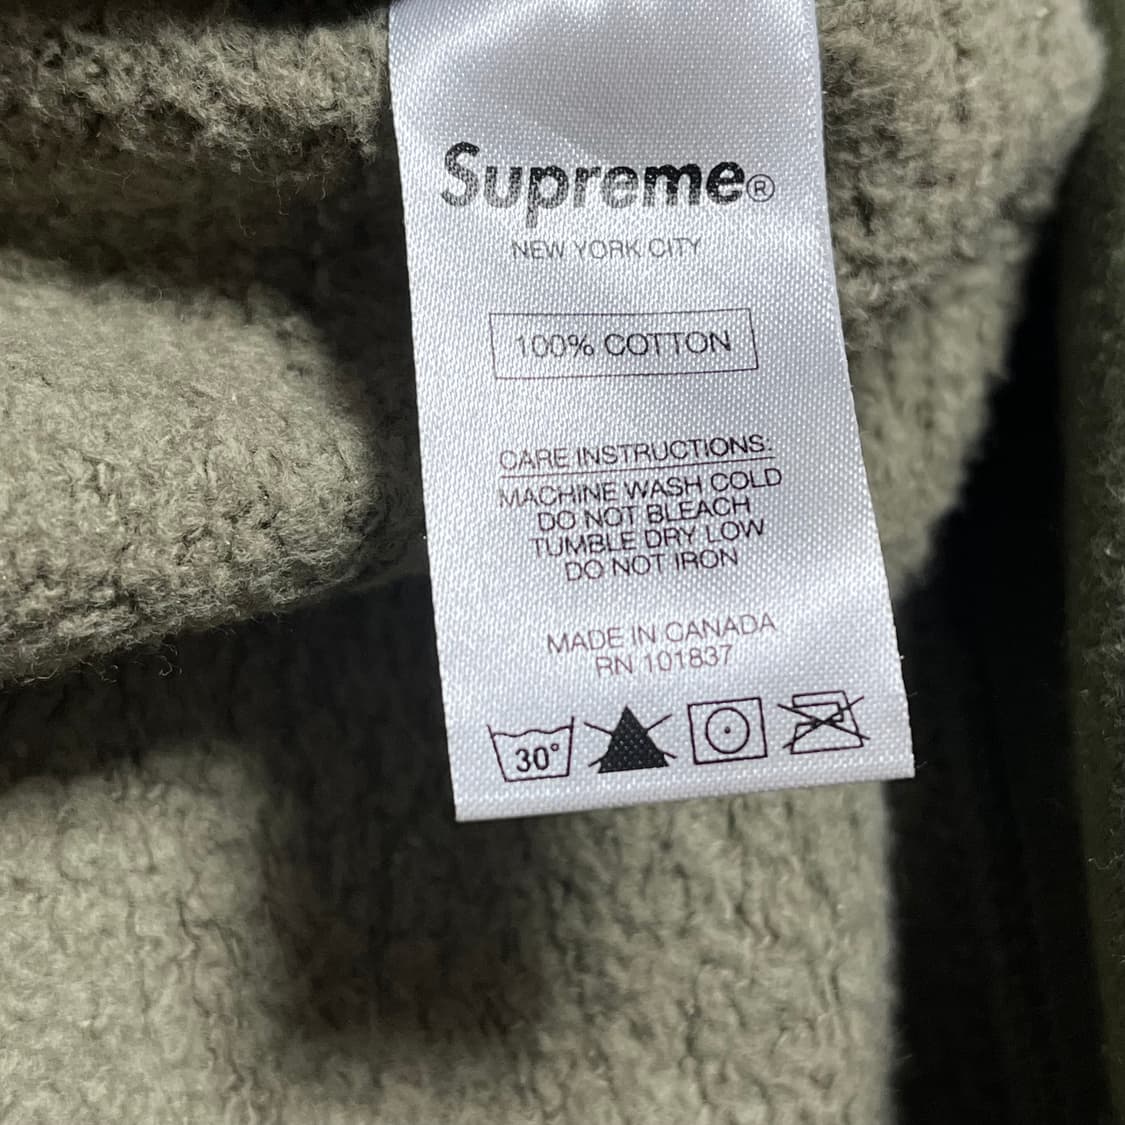 Supreme®
NEW YORK CITY
100% COTTON
CARE INSTRUCTIONS:
MACHINE WASH COLD
DO NOT BLEACH
TUMBLE DRY LOW
DO NOT IRON
MADE IN CANADA
RN 101837
30°